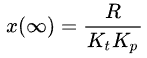 x(∞) = R / (K_t K_p)